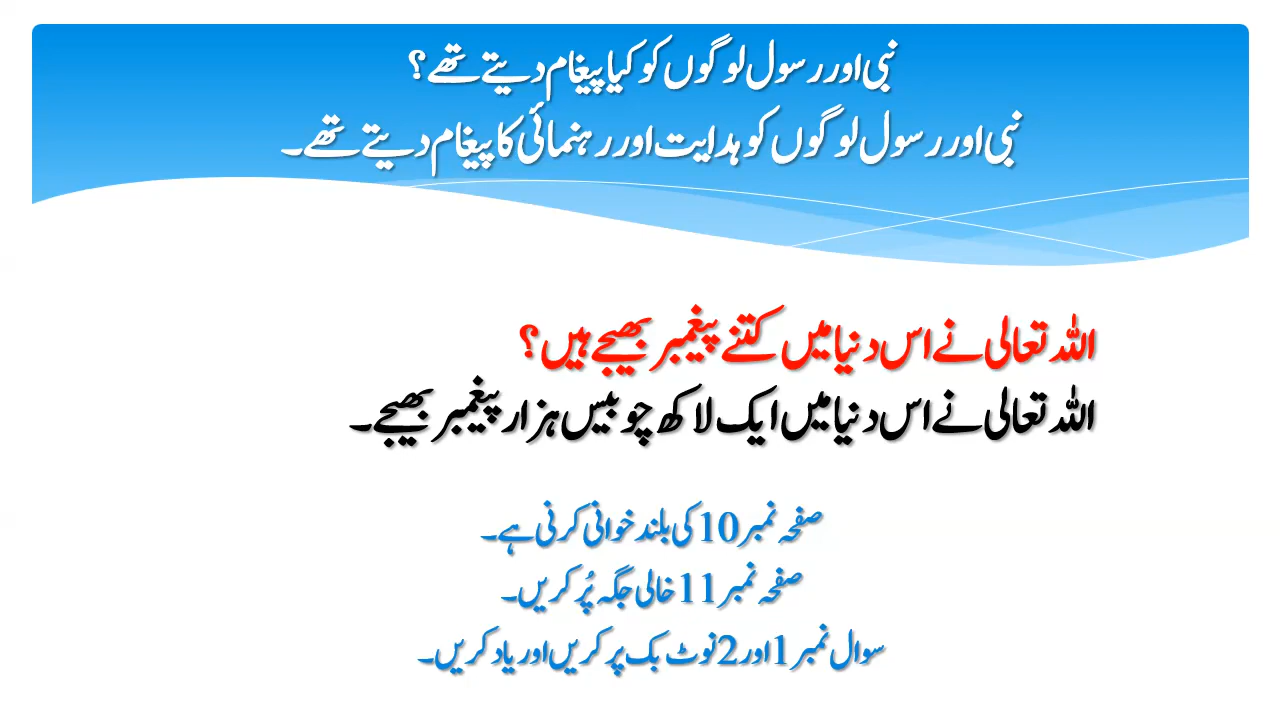 نبی اور رسول لوگوں کو کیا پیغام دیتے تھے؟
نبی اور رسول لوگوں کو ہدایت اور رہنمائی کا پیغام دیتے تھے۔
اللہ تعالی نے اس دنیا میں کتنے پیغمبر بھیجے ہیں؟
اللہ تعالی نے اس دنیا میں ایک لاکھ چوبیس ہزار پیغمبر بھیجے۔
صفحہ نمبر 10 کی بلند خوانی کرنی ہے۔
صفحہ نمبر 11 خالی جگہ پُر کریں۔
سوال نمبر 1 اور 2 نوٹ بک پر کریں اور یاد کریں۔